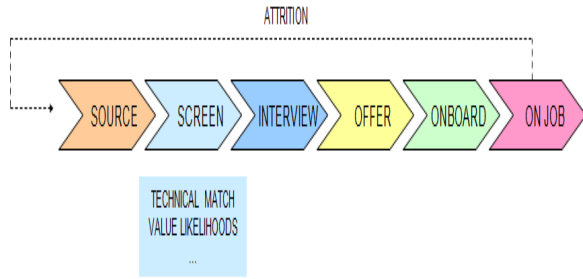 ATTRITION
SOURCE
SCREEN
INTERVIEW
OFFER
ONBOARD
ON JOB
TECHNICAL MATCH
VALUE LIKELIHOODS
...